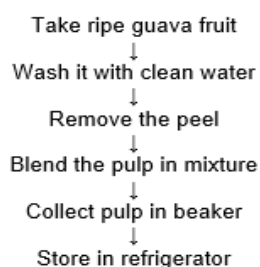 Take ripe guava fruit
↓
Wash it with clean water
↓
Remove the peel
↓
Blend the pulp in mixture
↓
Collect pulp in beaker
↓
Store in refrigerator